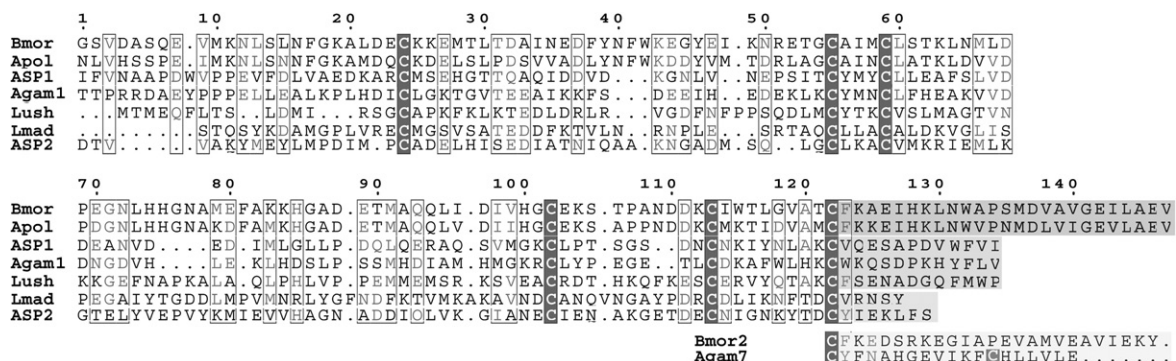 1 10 20 30 40 50 60
Bmor GSVDASQE.VMKNLSLNFGKALDECKKEMTLTDAINEDFYNFWKEGYEI.KNRETGCAIMCLSTKLNMLD
Apol NLVHSSPE.IMKNLSNNFGKAMDQCKDELSLPDSVVADLYNFWKDDYVM.TDRLAGCAINCLATKLDVVD
ASP1 IFVNAAPDWVPPEVFDLVAEDKARCMSEHGTTQAQIDDVD...KGNLV.NEPSITCYMYCLLEAFSLVD
Agam1 TTPRRDAEYPPPELLEALKPLHDICLGKTGVTEEAIKKFS...DEEIH.EDEKLKCYMNCLFHEAKVVD
Lush ..MTMEQFLTS..LDMI..RSGCAPKFKLKTEDLDRLR...VGDFNFPPSQDLMCYTKCVSLMAGTVN
Lmad .....STQSYKDAMGPLVRECMGSVSATEDDFKTVLN.RNPLE..SRTAQCLLACALDKVGLIS
ASP2 DTV.....VAKYMEYLMPDIM.PCADELHISEDIATNIQAA.KNGADM.SQ..LGCLKACVMKRIEMLK
70 80 90 100 110 120 130 140
Bmor PEGNLHHGNAMEFAKKHGAD.ETMAQQLI.DIVHGCEKS.TPANDDKCIWTLGVATCFKAEIHKLNWAPSMDVAVGEILAEV
Apol PDGNLHHGNAKDFAMKHGAD.ETMAQQLV.DIIHGCEKS.APPNDDKCMKTIDVAMCFKKEIHKLNWVPNMDLVIGEVLAEV
ASP1 DEANVD....ED.IMLGLLP.DQLQERAQ.SVMGKCLPT.SGS..DNCNKIYNLAKCVQESAPDVWFVI
Agam1 DNGDVH....LE.KLHDSLP.SSMHDIAM.HMGKRCLYP.EGE..TLCDKAFWLHKCWKQSDPKHYFLV
Lush KKGEFNAPKALA.QLPHLVP.PEMMEMSR.KSVEACRDT.HKQFKESCERVYQTAKCFSENADGQFMWP
Lmad PEGAIYTGDDLMPVMNRLYGFNDFKTVMKAKAVNDCANQVNGAYPDRCDLIKNFTDCVRNSY
ASP2 GTELYVEPVYKMIEVVHAGNADDIQLVKGIANECIENAKGETDECNIGNKYTDCYIEKLFS
Bmor2 CFKEDSRKEGIAPEVAMVEAVIEKY.
Agam7 CYFNAHGEVIKFCHLLVLE.......